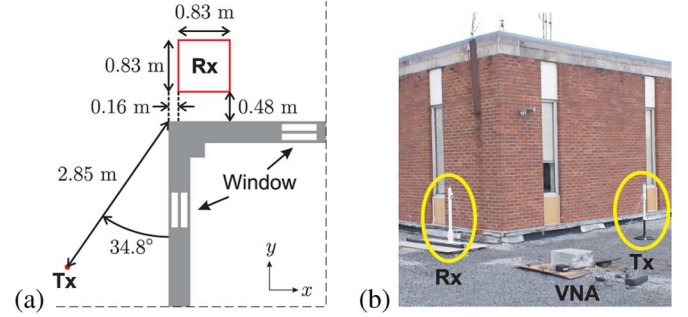 0.83 m
0.83 m
Rx
0.16 m
0.48 m
2.85 m
Window
34.8°
y
x
Tx
(a)
Rx
VNA
Tx
(b)